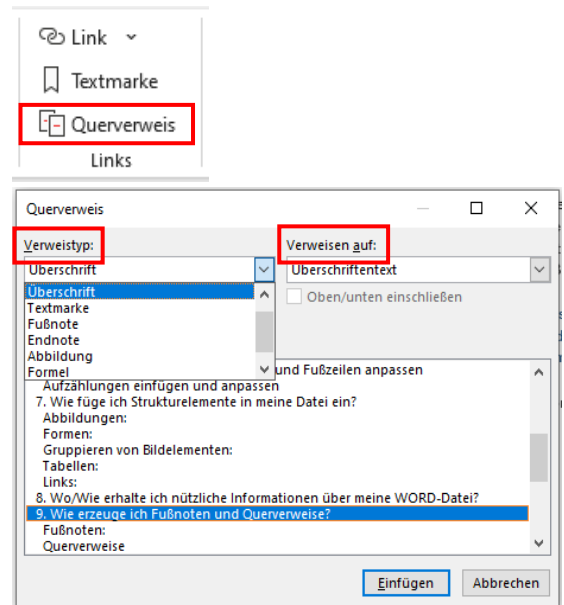 Link
Textmarke
Querverweis
Links
Querverweis
Verweistyp:
Verweisen auf:
Überschrift
Überschriftentext
Überschrift
Textmarke
Fußnote
Endnote
Abbildung
Formel
Oben/unten einschließen
und Fußzeilen anpassen
Aufzählungen einfügen und anpassen
7. Wie füge ich Strukturelemente in meine Datei ein?
Abbildungen:
Formen:
Gruppieren von Bildelementen:
Tabellen:
Links:
8. Wo/Wie erhalte ich nützliche Informationen über meine WORD-Datei?
9. Wie erzeuge ich Fußnoten und Querverweise?
Fußnoten:
Querverweise
Einfügen
Abbrechen